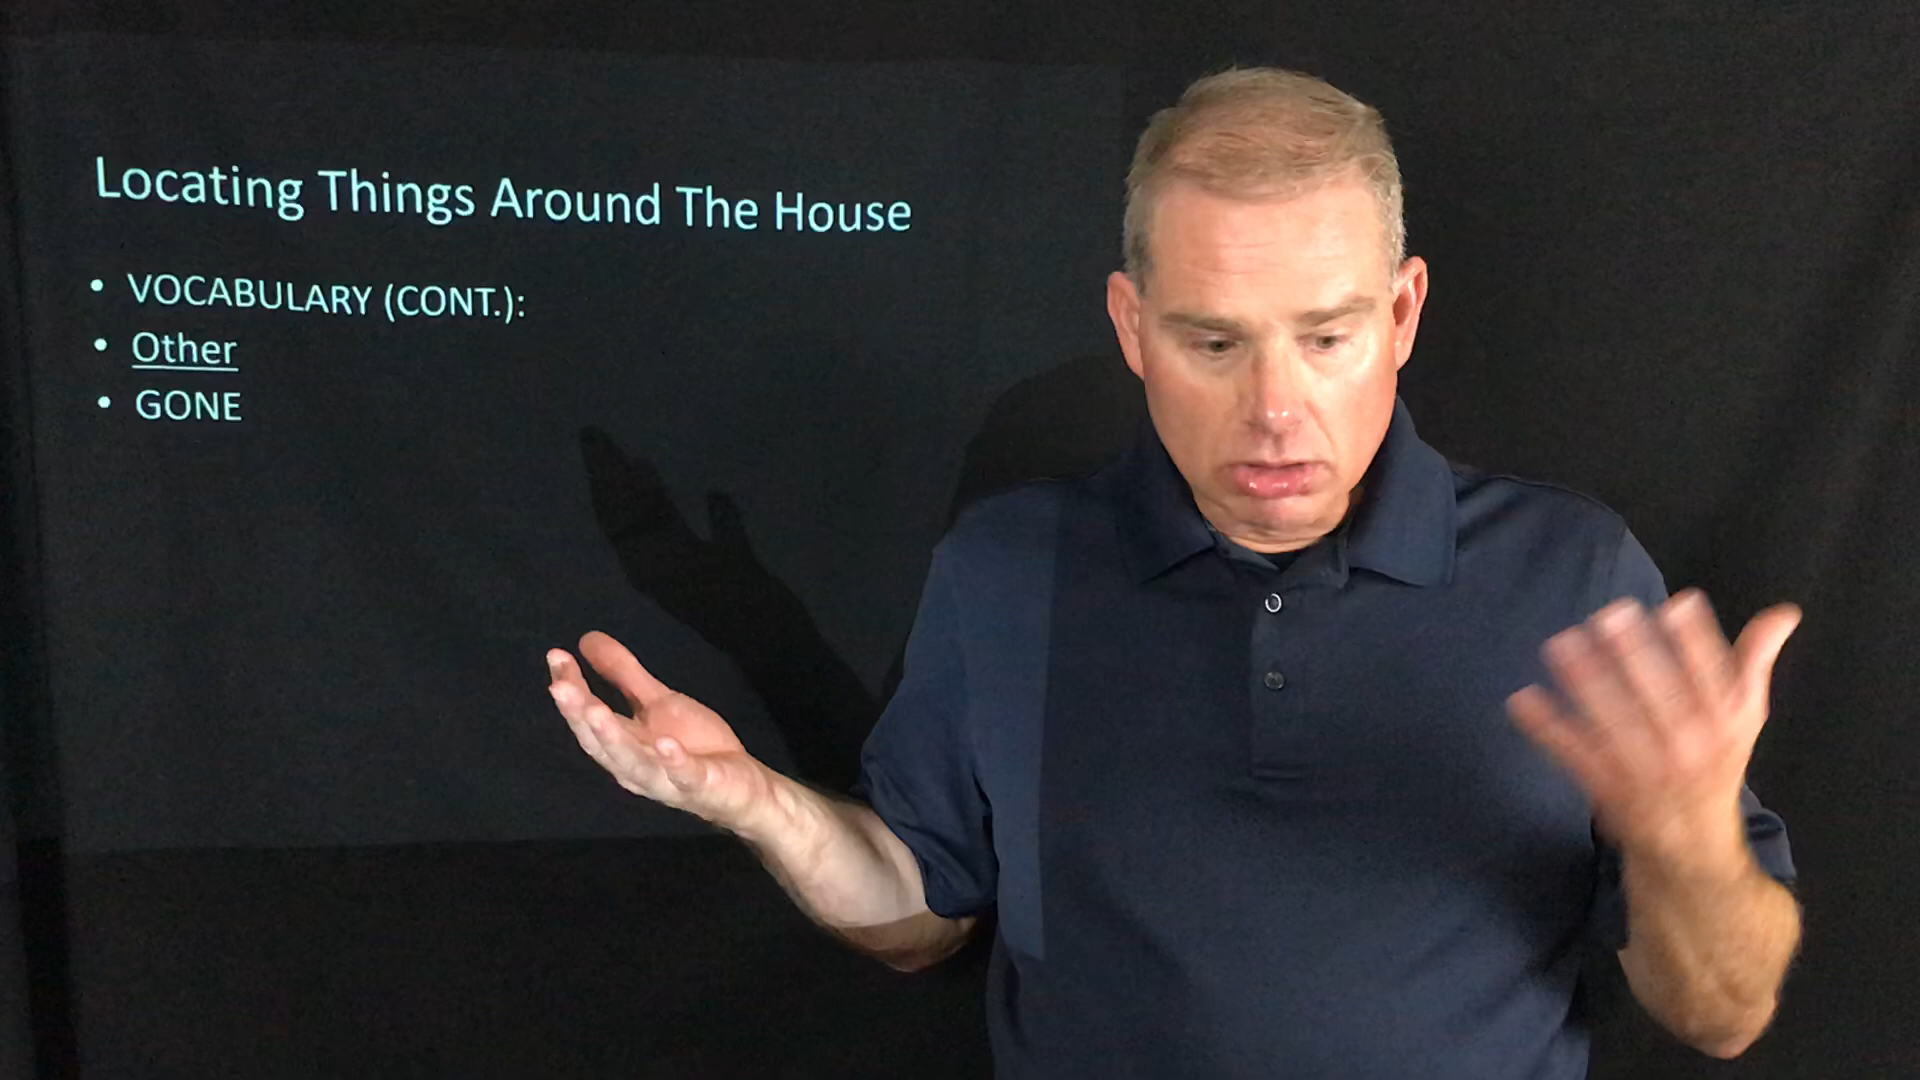 Locating Things Around The House
• VOCABULARY (CONT.):
• Other
• GONE